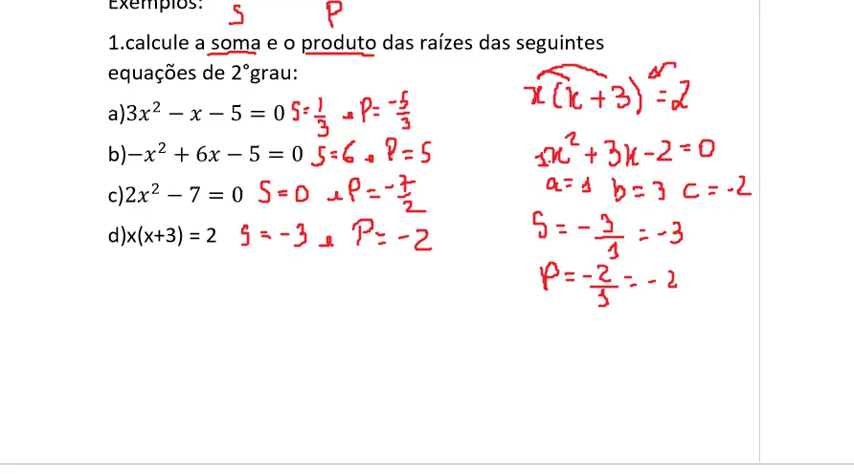 Exemplos:
S P
1.calcule a soma e o produto das raízes das seguintes
equações de 2°grau:
a)3x² − x − 5 = 0 S= 1/3 e P= -5/3
b)−x² + 6x − 5 = 0 S=6 e P=5
c)2x² − 7 = 0 S=0 e P=-7/2
d)x(x+3) = 2 S=-3 e P=-2
x(x+3)=2
1x²+3x-2=0
a=1 b=3 c=-2
S=-3/1=-3
P=-2/1=-2